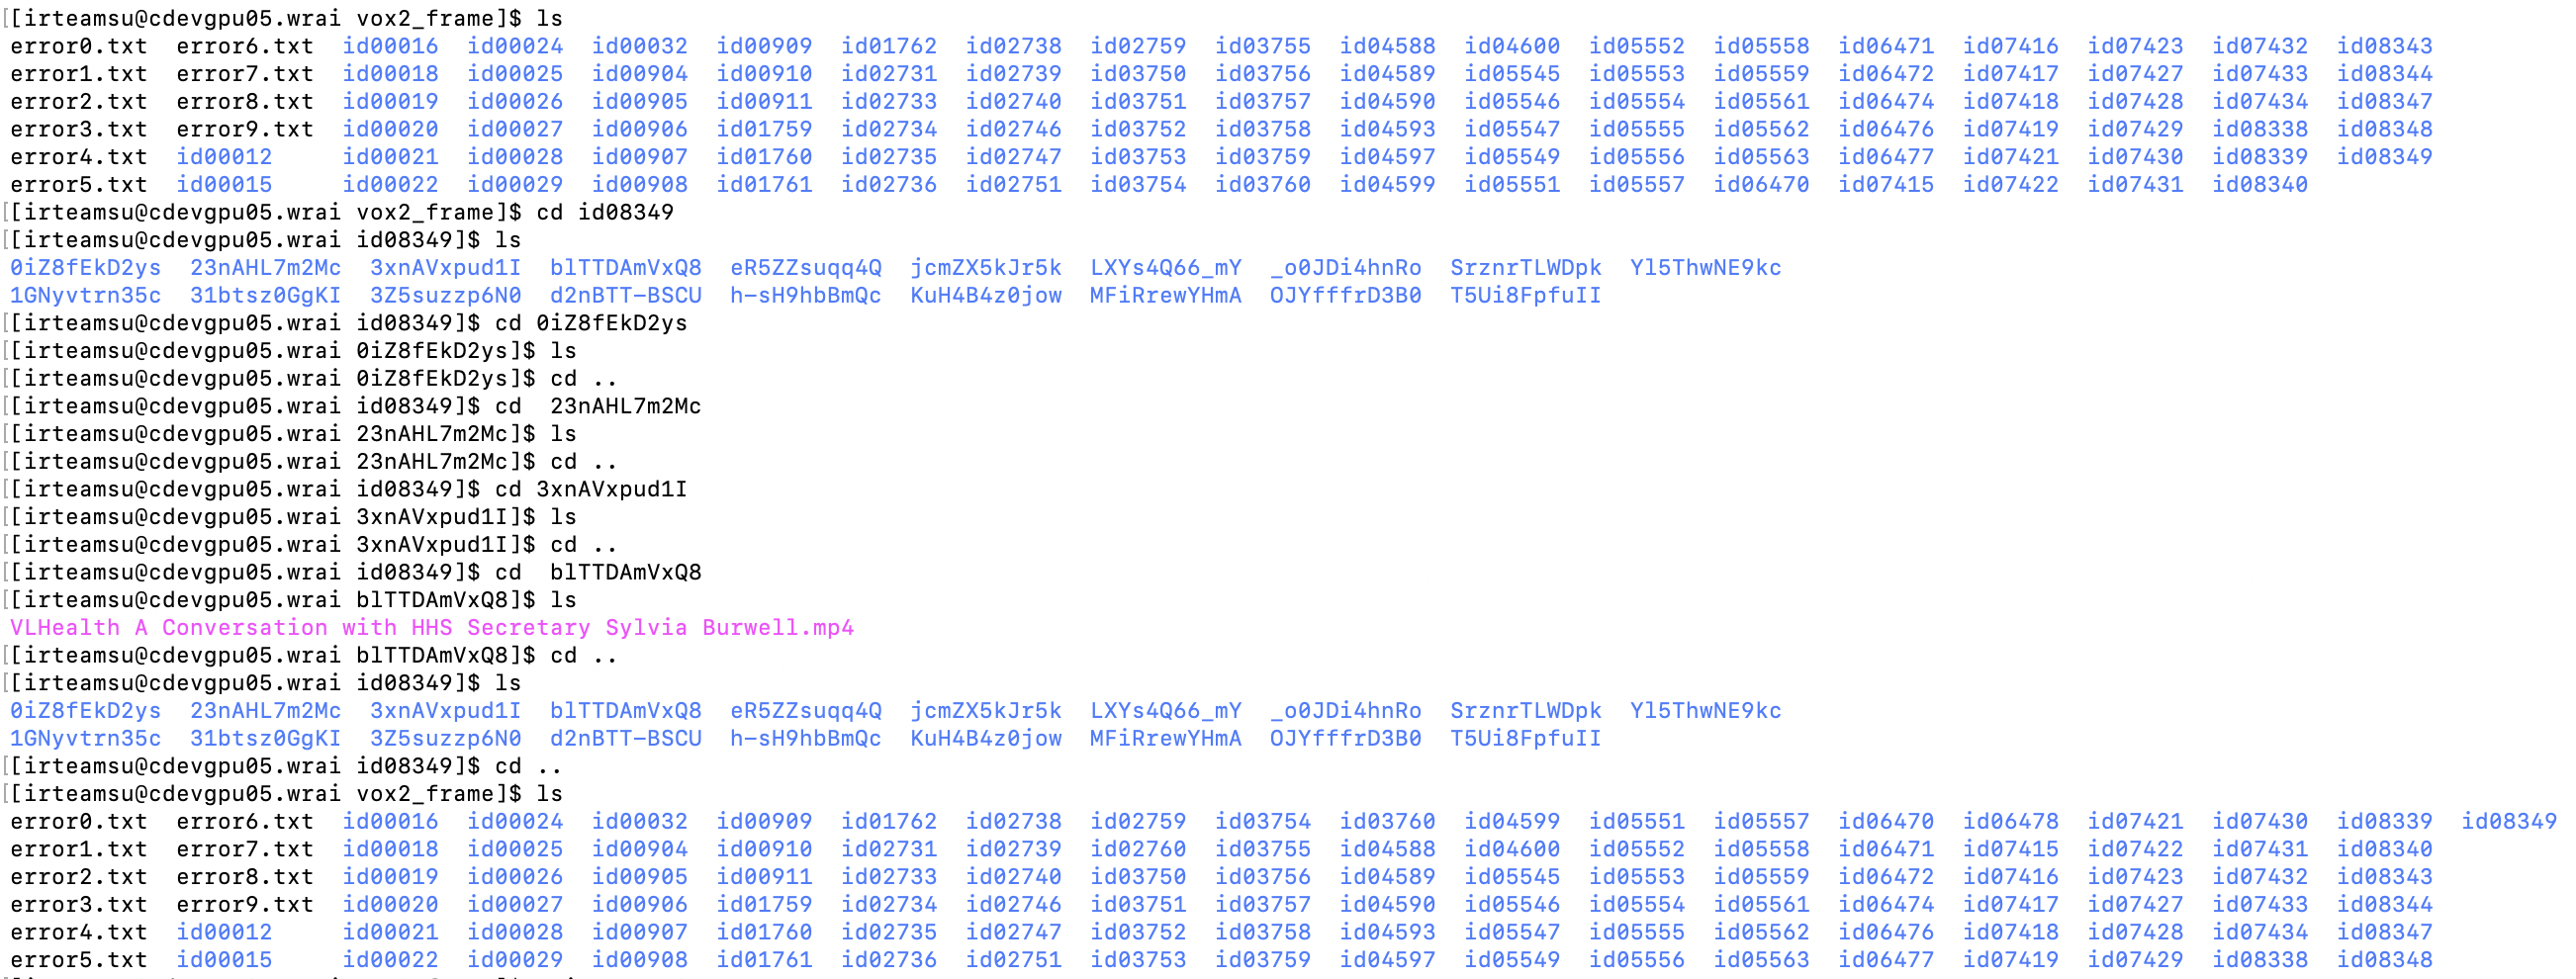 [[irteamsu@cdevgpu05.wrai vox2_frame]$ ls
error0.txt  error6.txt  id00016  id00024  id00032  id00909  id01762  id02738  id02759  id03755  id04588  id04600  id05552  id05558  id06471  id07416  id07423  id07432  id08343
error1.txt  error7.txt  id00018  id00025  id00904  id00910  id02731  id02739  id03750  id03756  id04589  id05545  id05553  id05559  id06472  id07417  id07427  id07433  id08344
error2.txt  error8.txt  id00019  id00026  id00905  id00911  id02733  id02740  id03751  id03757  id04590  id05546  id05554  id05561  id06474  id07418  id07428  id07434  id08347
error3.txt  error9.txt  id00020  id00027  id00906  id01759  id02734  id02746  id03752  id03758  id04593  id05547  id05555  id05562  id06476  id07419  id07429  id08338  id08348
error4.txt  id00012     id00021  id00028  id00907  id01760  id02735  id02747  id03753  id03759  id04597  id05549  id05556  id05563  id06477  id07421  id07430  id08339  id08349
error5.txt  id00015     id00022  id00029  id00908  id01761  id02736  id02751  id03754  id03760  id04599  id05551  id05557  id06470  id07415  id07422  id07431  id08340
[[irteamsu@cdevgpu05.wrai vox2_frame]$ cd id08349
[[irteamsu@cdevgpu05.wrai id08349]$ ls
0iZ8fEkD2ys  23nAHL7m2Mc  3xnAVxpud1I  blTTDAmVxQ8  eR5ZZsuqq4Q  jcmZX5kJr5k  LXYs4Q66_mY  _o0JDi4hnRo  SrznrTLWDpk  Yl5ThwNE9kc
1GNyvtrn35c  31btsz0GgKI  3Z5suzzp6N0  d2nBTT-BSCU  h-sH9hbBmQc  KuH4B4z0jow  MFiRrewYHmA  OJYfffrD3B0  T5Ui8FpfuII
[[irteamsu@cdevgpu05.wrai id08349]$ cd 0iZ8fEkD2ys
[[irteamsu@cdevgpu05.wrai 0iZ8fEkD2ys]$ ls
[[irteamsu@cdevgpu05.wrai 0iZ8fEkD2ys]$ cd ..
[[irteamsu@cdevgpu05.wrai id08349]$ cd  23nAHL7m2Mc
[[irteamsu@cdevgpu05.wrai 23nAHL7m2Mc]$ ls
[[irteamsu@cdevgpu05.wrai 23nAHL7m2Mc]$ cd ..
[[irteamsu@cdevgpu05.wrai id08349]$ cd 3xnAVxpud1I
[[irteamsu@cdevgpu05.wrai 3xnAVxpud1I]$ ls
[[irteamsu@cdevgpu05.wrai 3xnAVxpud1I]$ cd ..
[[irteamsu@cdevgpu05.wrai id08349]$ cd  blTTDAmVxQ8
[[irteamsu@cdevgpu05.wrai blTTDAmVxQ8]$ ls
VLHealth A Conversation with HHS Secretary Sylvia Burwell.mp4
[[irteamsu@cdevgpu05.wrai blTTDAmVxQ8]$ cd ..
[[irteamsu@cdevgpu05.wrai id08349]$ ls
0iZ8fEkD2ys  23nAHL7m2Mc  3xnAVxpud1I  blTTDAmVxQ8  eR5ZZsuqq4Q  jcmZX5kJr5k  LXYs4Q66_mY  _o0JDi4hnRo  SrznrTLWDpk  Yl5ThwNE9kc
1GNyvtrn35c  31btsz0GgKI  3Z5suzzp6N0  d2nBTT-BSCU  h-sH9hbBmQc  KuH4B4z0jow  MFiRrewYHmA  OJYfffrD3B0  T5Ui8FpfuII
[[irteamsu@cdevgpu05.wrai id08349]$ cd ..
[[irteamsu@cdevgpu05.wrai vox2_frame]$ ls
error0.txt  error6.txt  id00016  id00024  id00032  id00909  id01762  id02738  id02759  id03754  id03760  id04599  id05551  id05557  id06470  id06478  id07421  id07430  id08339  id08349
error1.txt  error7.txt  id00018  id00025  id00904  id00910  id02731  id02739  id02760  id03755  id04588  id04600  id05552  id05558  id06471  id07415  id07422  id07431  id08340
error2.txt  error8.txt  id00019  id00026  id00905  id00911  id02733  id02740  id03750  id03756  id04589  id05545  id05553  id05559  id06472  id07416  id07423  id07432  id08343
error3.txt  error9.txt  id00020  id00027  id00906  id01759  id02734  id02746  id03751  id03757  id04590  id05546  id05554  id05561  id06474  id07417  id07427  id07433  id08344
error4.txt  id00012     id00021  id00028  id00907  id01760  id02735  id02747  id03752  id03758  id04593  id05547  id05555  id05562  id06476  id07418  id07428  id07434  id08347
error5.txt  id00015     id00022  id00029  id00908  id01761  id02736  id02751  id03753  id03759  id04597  id05549  id05556  id05563  id06477  id07419  id07429  id08338  id08348